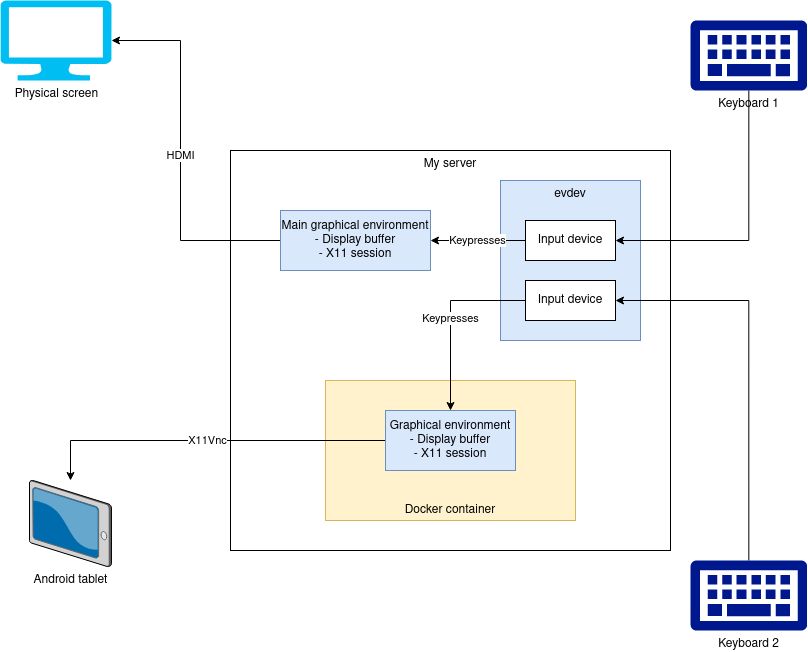 Physical screen
Keyboard 1
HDMI
My server
evdev
Main graphical environment
- Display buffer
- X11 session
Keypresses
Input device
Input device
Keypresses
Graphical environment
- Display buffer
- X11 session
X11Vnc
Docker container
Android tablet
Keyboard 2